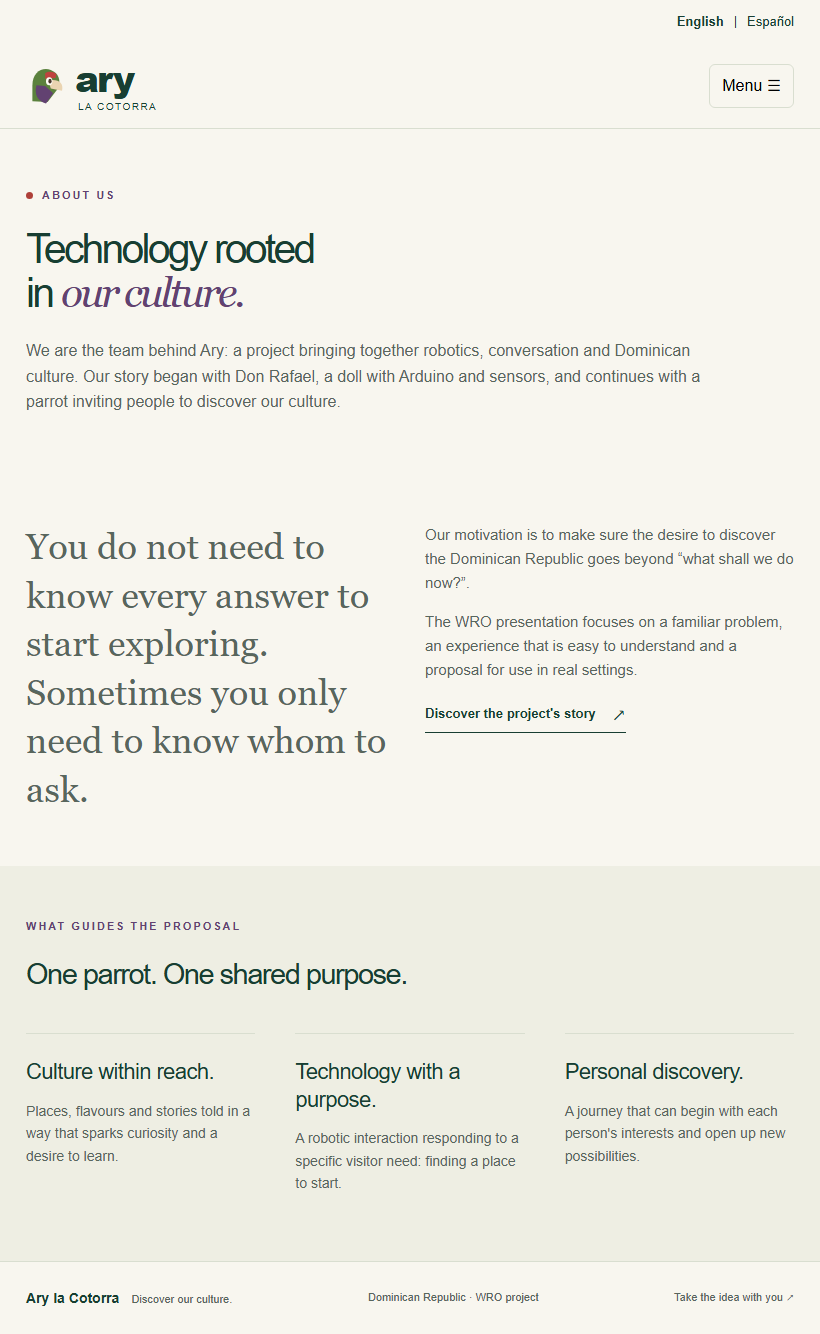 English | Español
ary
LA COTORRA
Menu ☰
ABOUT US
Technology rooted
in our culture.
We are the team behind Ary: a project bringing together robotics, conversation and Dominican
culture. Our story began with Don Rafael, a doll with Arduino and sensors, and continues with a
parrot inviting people to discover our culture.
You do not need to
know every answer to
start exploring.
Sometimes you only
need to know whom to
ask.
Our motivation is to make sure the desire to discover
the Dominican Republic goes beyond “what shall we do
now?”.
The WRO presentation focuses on a familiar problem,
an experience that is easy to understand and a
proposal for use in real settings.
Discover the project's story ↗
WHAT GUIDES THE PROPOSAL
One parrot. One shared purpose.
Culture within reach.
Places, flavours and stories told in a
way that sparks curiosity and a
desire to learn.
Technology with a
purpose.
A robotic interaction responding to a
specific visitor need: finding a place
to start.
Personal discovery.
A journey that can begin with each
person's interests and open up new
possibilities.
Ary la Cotorra Discover our culture.
Dominican Republic · WRO project
Take the idea with you ↗